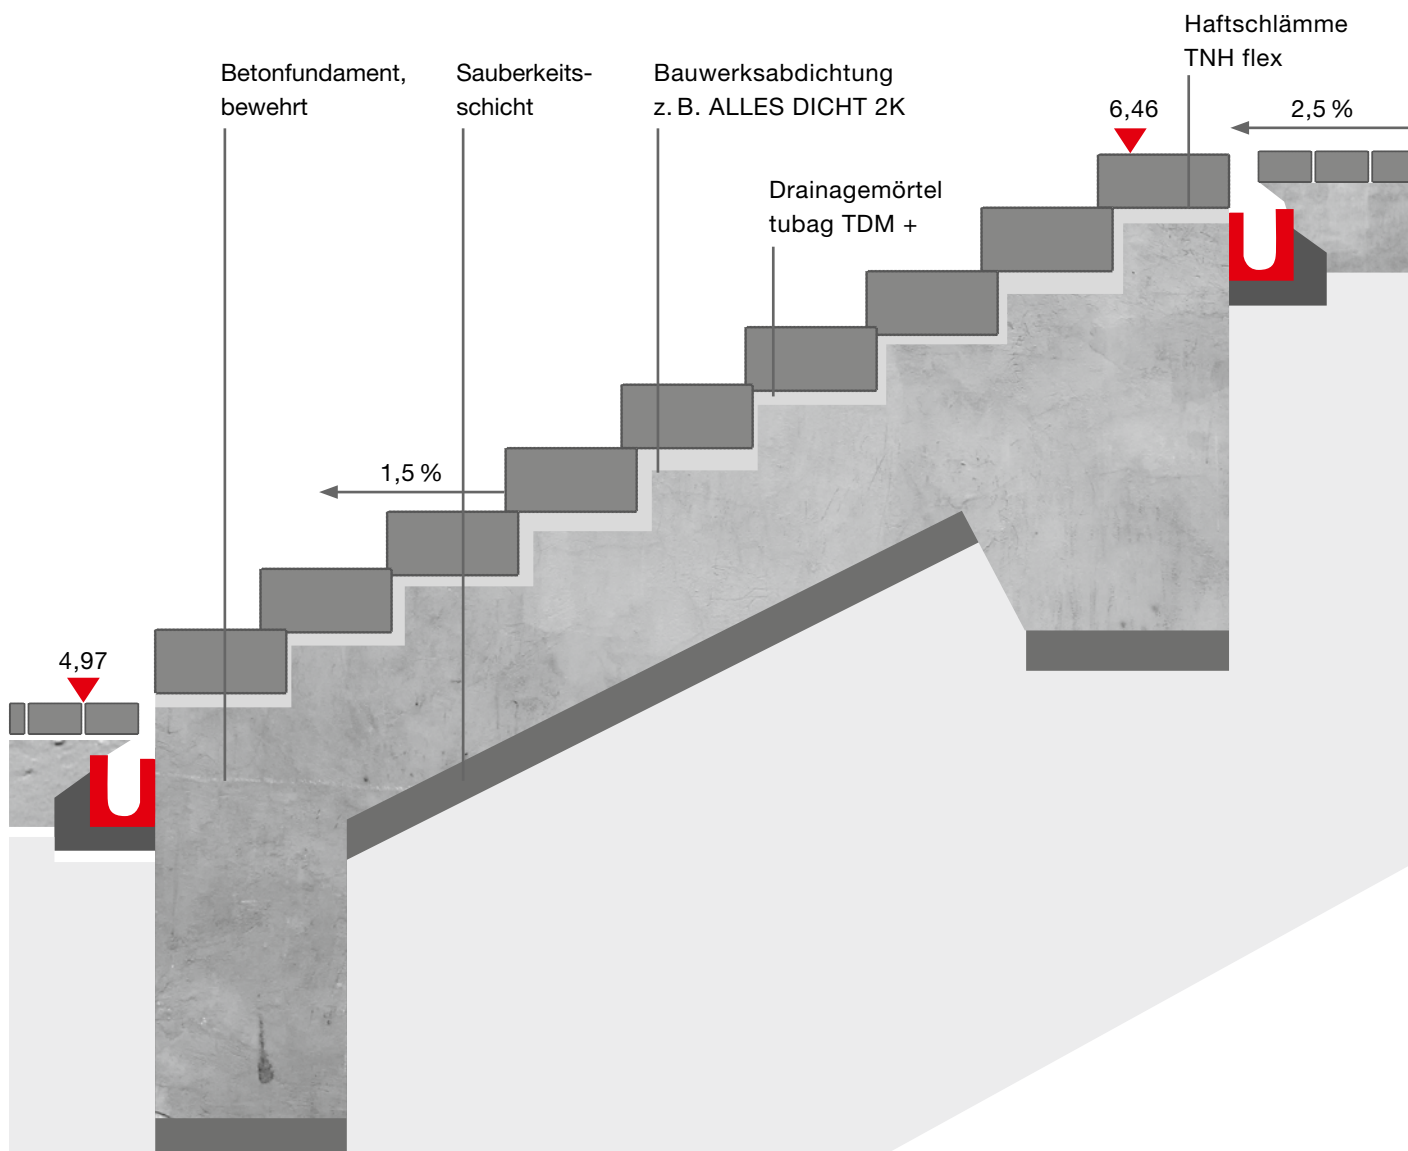 Haftschlämme
TNH flex
Betonfundament,
bewehrt
Sauberkeits-
schicht
Bauwerksabdichtung
z. B. ALLES DICHT 2K
6,46
2,5 %
Drainagemörtel
tubag TDM +
1,5 %
4,97